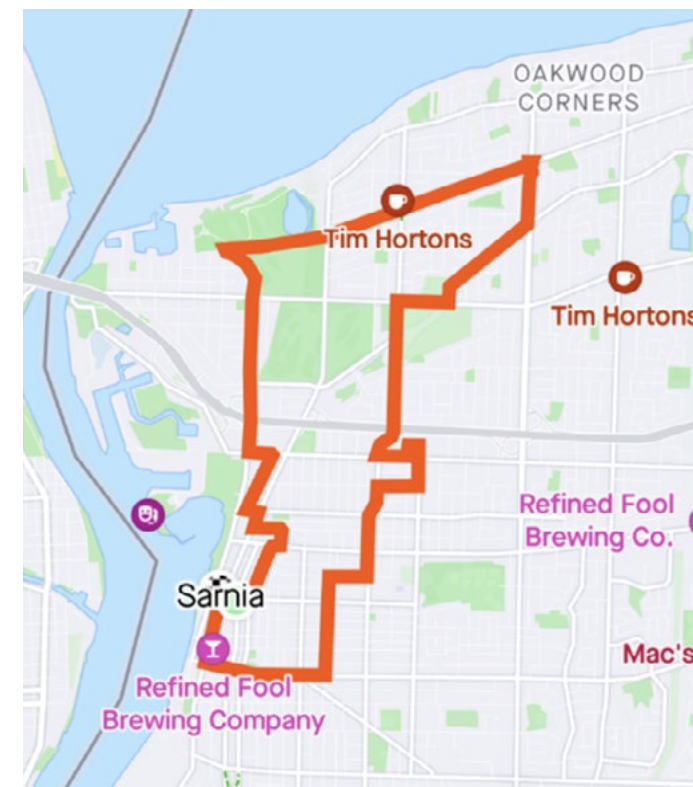 OAKWOOD
CORNERS
Tim Hortons
Tim Hortons
Refined Fool
Brewing Co.
Sarnia
Mac's
Refined Fool
Brewing Company